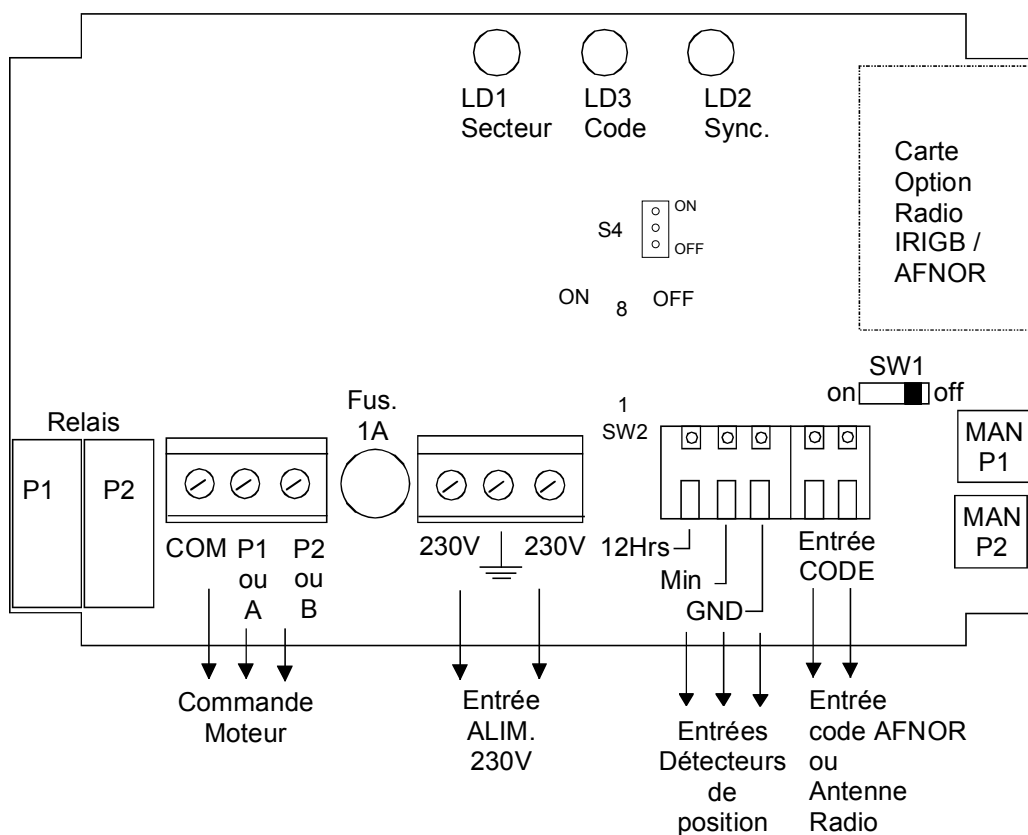 LD1
Secteur
LD3
Code
LD2
Sync.
Carte
Option
Radio
IRIGB /
AFNOR
S4
ON
OFF
ON
8
OFF
SW1
on
off
1
SW2
Fus.
1A
Relais
P1
P2
MAN
P1
MAN
P2
COM
P1
ou
A
P2
ou
B
230V
230V
12Hrs
Min
GND
Entrée
CODE
Commande
Moteur
Entrée
ALIM.
230V
Entrées
Détecteurs
de
position
Entrée
code AFNOR
ou
Antenne
Radio